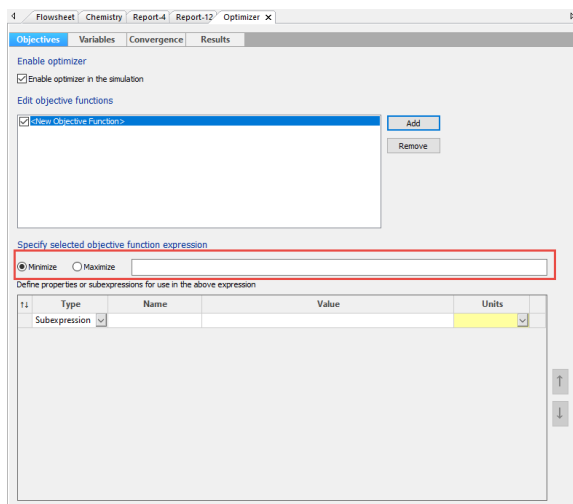 Flowsheet Chemistry Report-4 Report-12 Optimizer
Objectives Variables Convergence Results
Enable optimizer
Enable optimizer in the simulation
Edit objective functions
<New Objective Function>
Add
Remove
Specify selected objective function expression
Minimize Maximize
Define properties or subexpressions for use in the above expression
Type Name Value Units
Subexpression